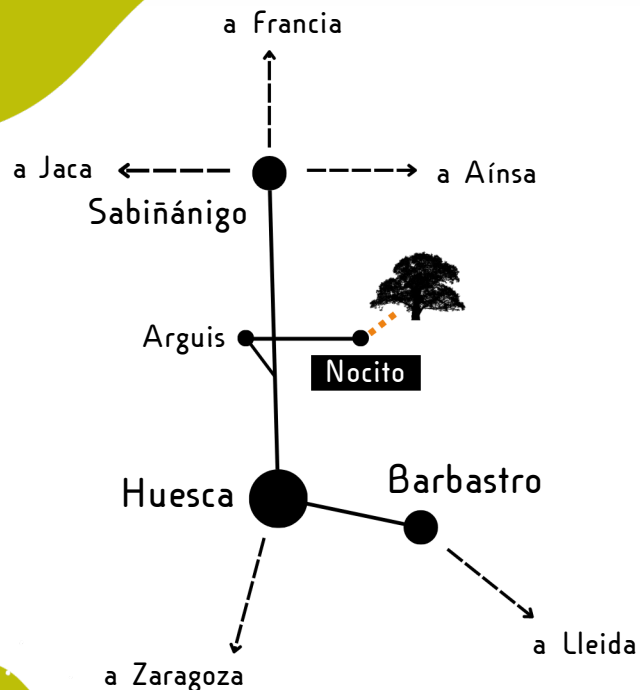 a Francia
a Jaca
a Aínsa
Sabiñánigo
Arguis
Nocito
Barbastro
Huesca
a Lleida
a Zaragoza